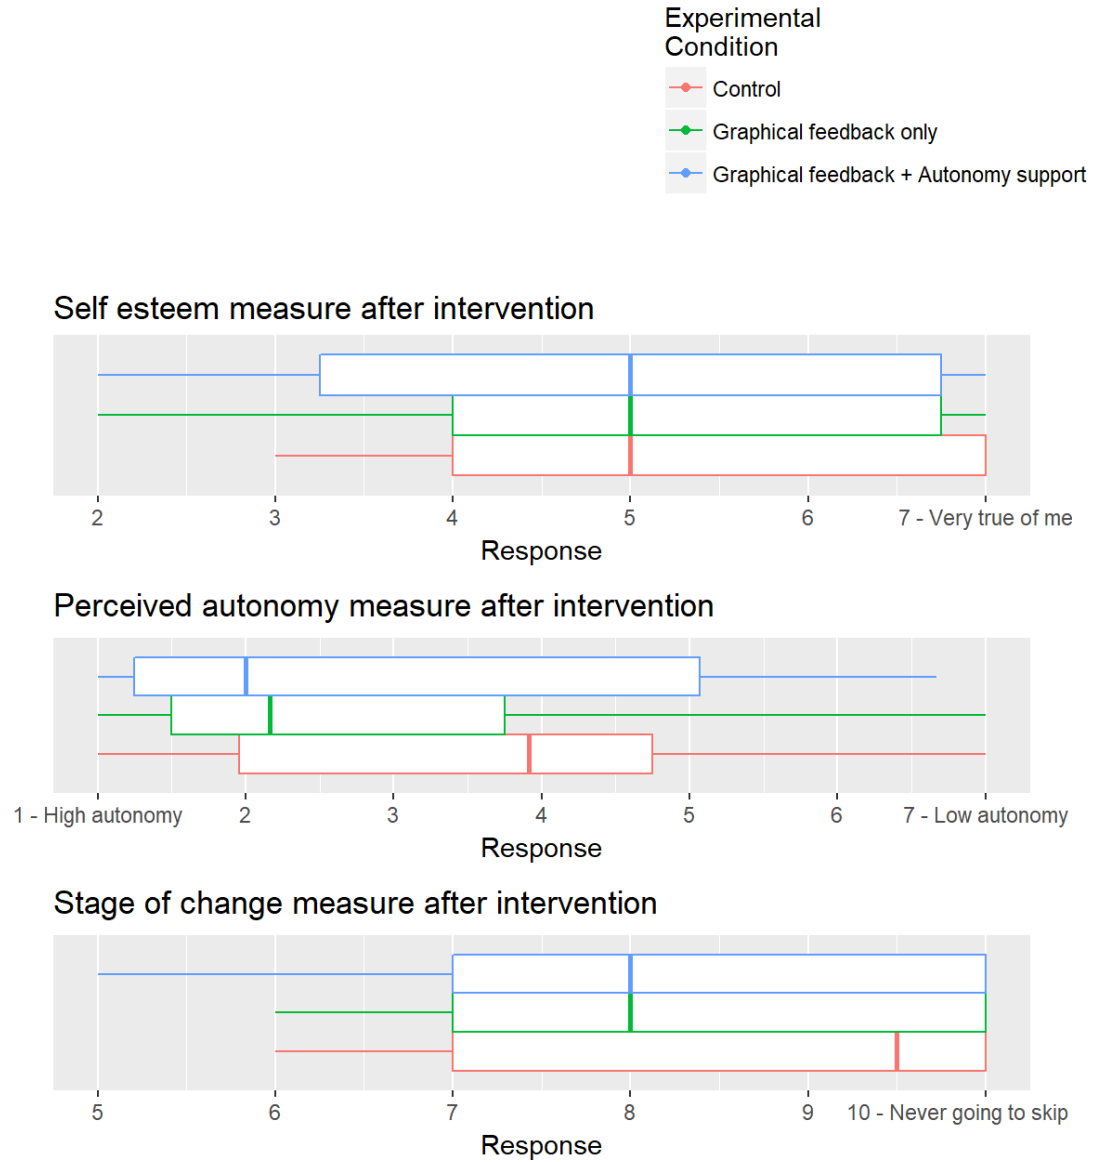 Experimental
Condition
Control
Graphical feedback only
Graphical feedback + Autonomy support
Self esteem measure after intervention
2 3 4 5 6 7 - Very true of me
Response
Perceived autonomy measure after intervention
1 - High autonomy 2 3 4 5 6 7 - Low autonomy
Response
Stage of change measure after intervention
5 6 7 8 9 10 - Never going to skip
Response